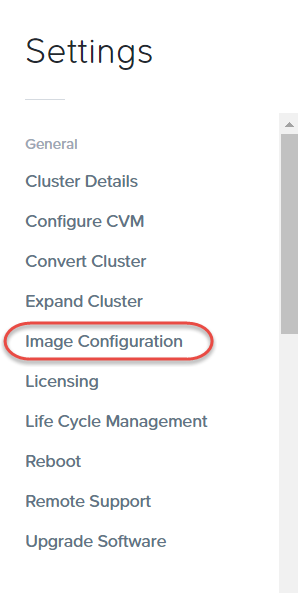 Settings
General
Cluster Details
Configure CVM
Convert Cluster
Expand Cluster
Image Configuration
Licensing
Life Cycle Management
Reboot
Remote Support
Upgrade Software